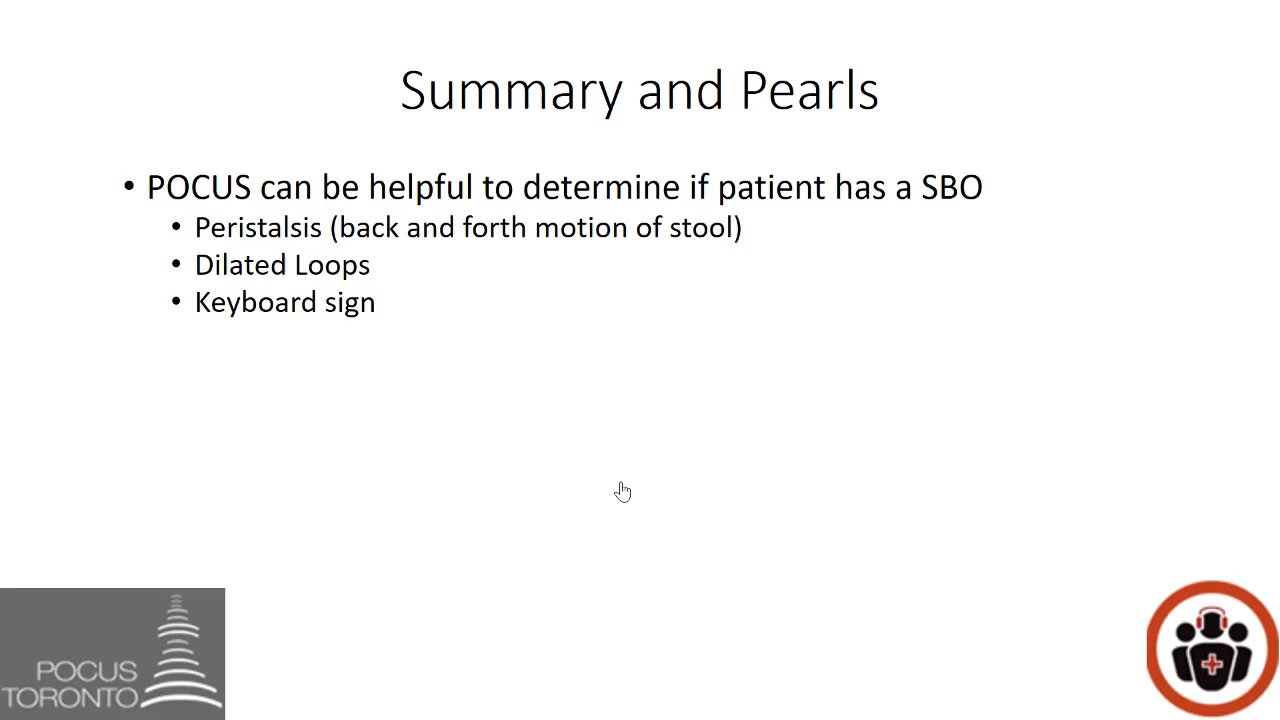 Summary and Pearls
• POCUS can be helpful to determine if patient has a SBO
• Peristalsis (back and forth motion of stool)
• Dilated Loops
• Keyboard sign
POCUS
TORONTO